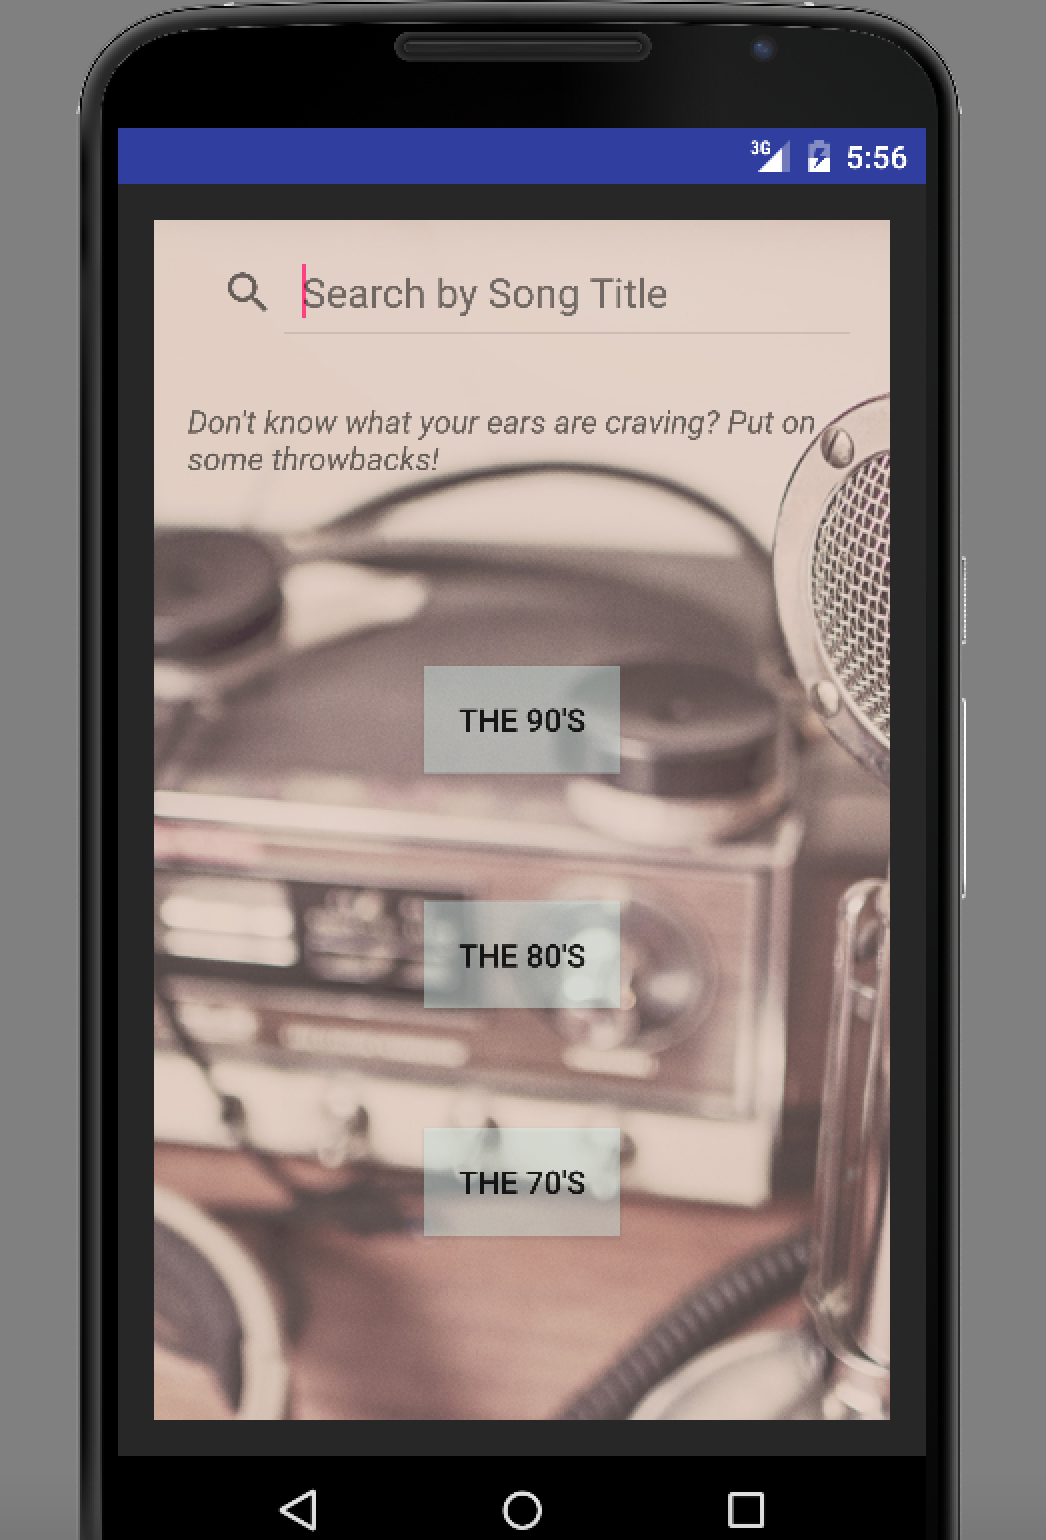 3G 5:56
Search by Song Title
Don't know what your ears are craving? Put on
some throwbacks!
THE 90'S
THE 80'S
THE 70'S